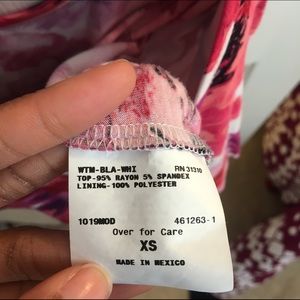 WTM-BLA-WHI RN 31310
TOP-95% RAYON 5% SPANDEX
LINING-100% POLYESTER
1019MOD 461263-1
Over for Care
XS
MADE IN MEXICO